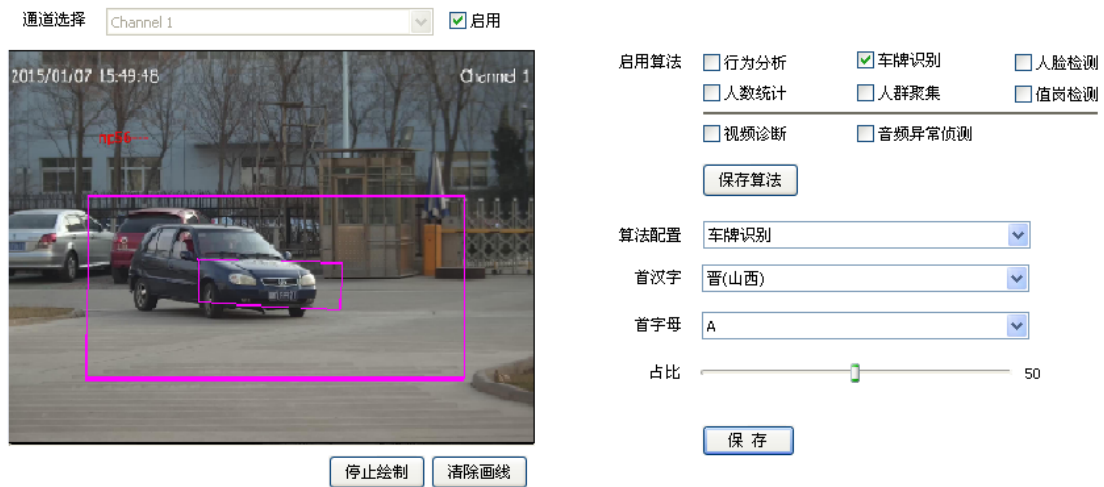 通道选择 Channel 1 启用
2015/01/07 15:49:48 Channel 1
启用算法 行为分析 车牌识别 人脸检测
人数统计 人群聚集 值岗检测
视频诊断 音频异常侦测
保存算法
算法配置 车牌识别
首汉字 晋(山西)
首字母 A
占比 50
保 存
停止绘制 清除画线